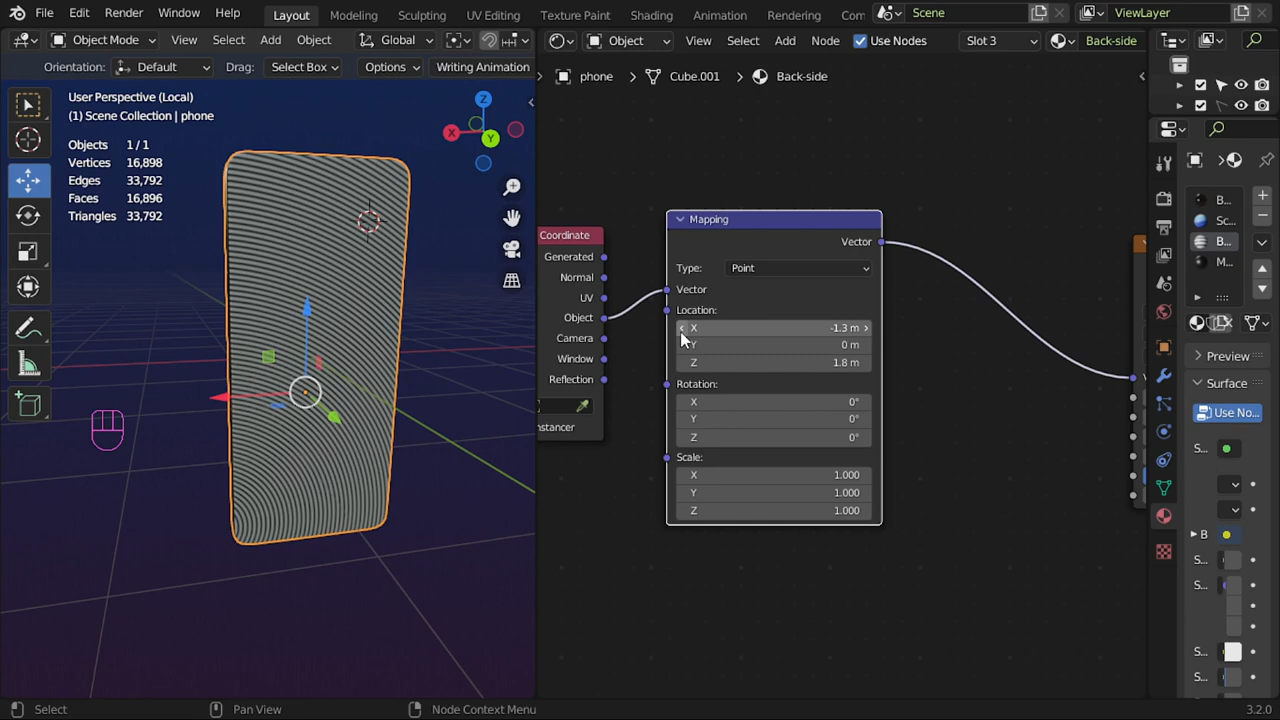 File Edit Render Window Help Layout Modeling Sculpting UV Editing Texture Paint Shading Animation Rendering Com Scene ViewLayer
Object Mode View Select Add Object Global Object View Select Add Node Use Nodes Slot 3 Back-side
Orientation: Default Drag: Select Box Options Writing Animation
phone Cube.001 Back-side
User Perspective (Local)
(1) Scene Collection | phone
Objects 1 / 1
Vertices 16,898
Edges 33,792
Faces 16,896
Triangles 33,792
Z
X
Y
Coordinate
Generated
Normal
UV
Object
Camera
Window
Reflection
nstancer
Mapping
Vector
Type: Point
Vector
Location:
X -1.3 m
Y 0 m
Z 1.8 m
Rotation:
X 0°
Y 0°
Z 0°
Scale:
X 1.000
Y 1.000
Z 1.000
B...
Sc...
B...
M...
Preview
Surface
Use No...
S...
B
S...
S...
S...
S...
Select Pan View Node Context Menu 3.2.0